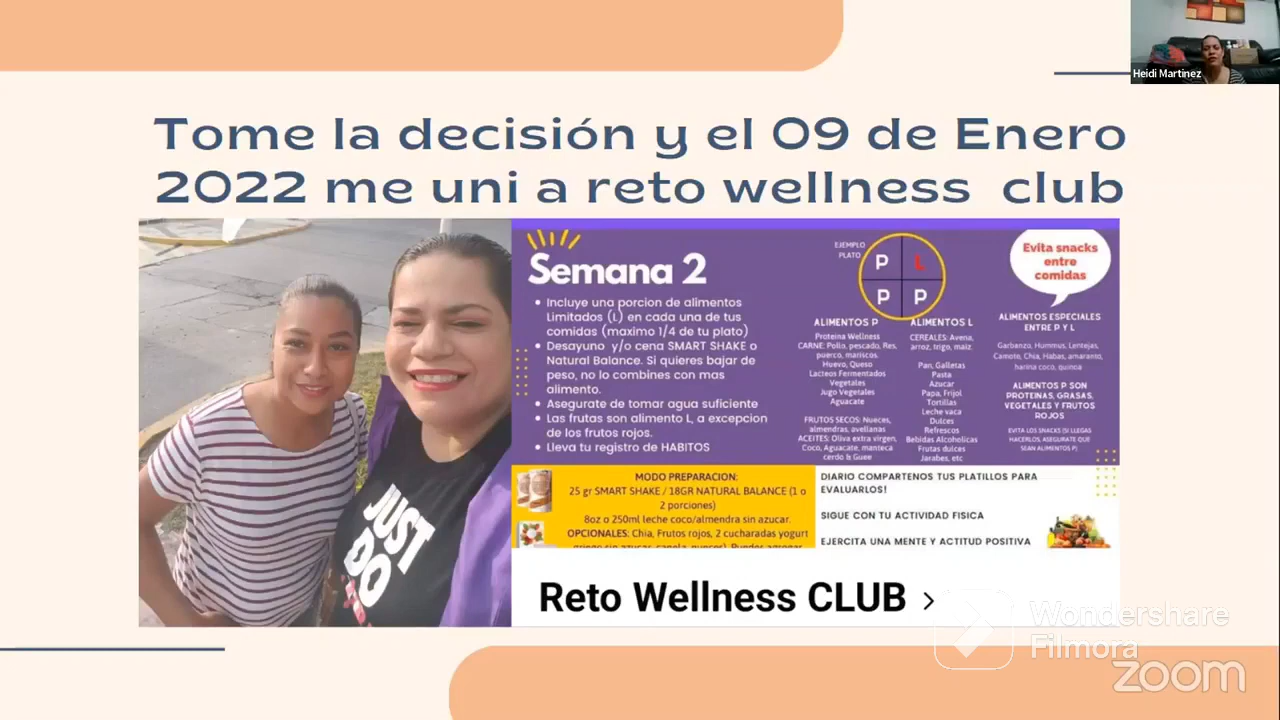 Heidi Martinez
Tome la decisión y el 09 de Enero
2022 me uni a reto wellness club
JUST
DO
Semana 2
Incluye una porcion de alimentos
Limitados (L) en cada una de tus
comidas (maximo 1/4 de tu plato)
Desayuno y/o cena SMART SHAKE o
Natural Balance. Si quieres bajar de
peso, no lo combines con mas
alimento.
Asegurate de tomar agua suficiente
Las frutas son alimento L, a excepcion
de los frutos rojos.
Lleva tu registro de HABITOS
EJEMPLO
PLATO
P L
P P
ALIMENTOS P
Proteina Wellness
CARNE: Pollo, pescado, Res,
puerco, mariscos.
Huevo, Queso
Lacteos Fermentados
Vegetales
Jugo Vegetales
Aguacate
FRUTOS SECOS: Nueces,
almendras, avellanas
ACEITES: Oliva extra virgen,
Coco, Aguacate, manteca
cerdo & Guee
ALIMENTOS L
CEREALES: Avena,
arroz, trigo, maiz
Pan, Galletas
Pasta
Azucar
Papa, Frijol
Tortillas
Leche vaca
Dulces
Refrescos
Bebidas Alcoholicas
Frutas dulces
Jarabes, etc
Evita snacks
entre
comidas
ALIMENTOS ESPECIALES
ENTRE P Y L
Garbanzo, Hummus, Lentejas,
Camote, Chia, Habas, amaranto,
harina coco, quinoa
ALIMENTOS P SON
PROTEINAS, GRASAS,
VEGETALES Y FRUTOS
ROJOS
EVITA LOS SNACKS (SI LLEGAS
HACERLOS, ASEGURATE QUE
SEAN ALIMENTOS P)
MODO PREPARACION:
25 gr SMART SHAKE / 18GR NATURAL BALANCE (1 o
2 porciones)
8oz o 250ml leche coco/almendra sin azucar.
OPCIONALES: Chia, Frutos rojos, 2 cucharadas yogurt
griego sin azucar, canela, nueces). Puedes agregar
DIARIO COMPARTENOS TUS PLATILLOS PARA
EVALUARLOS!
SIGUE CON TU ACTIVIDAD FISICA
EJERCITA UNA MENTE Y ACTITUD POSITIVA
Reto Wellness CLUB >
Wondershare
Filmora
zoom